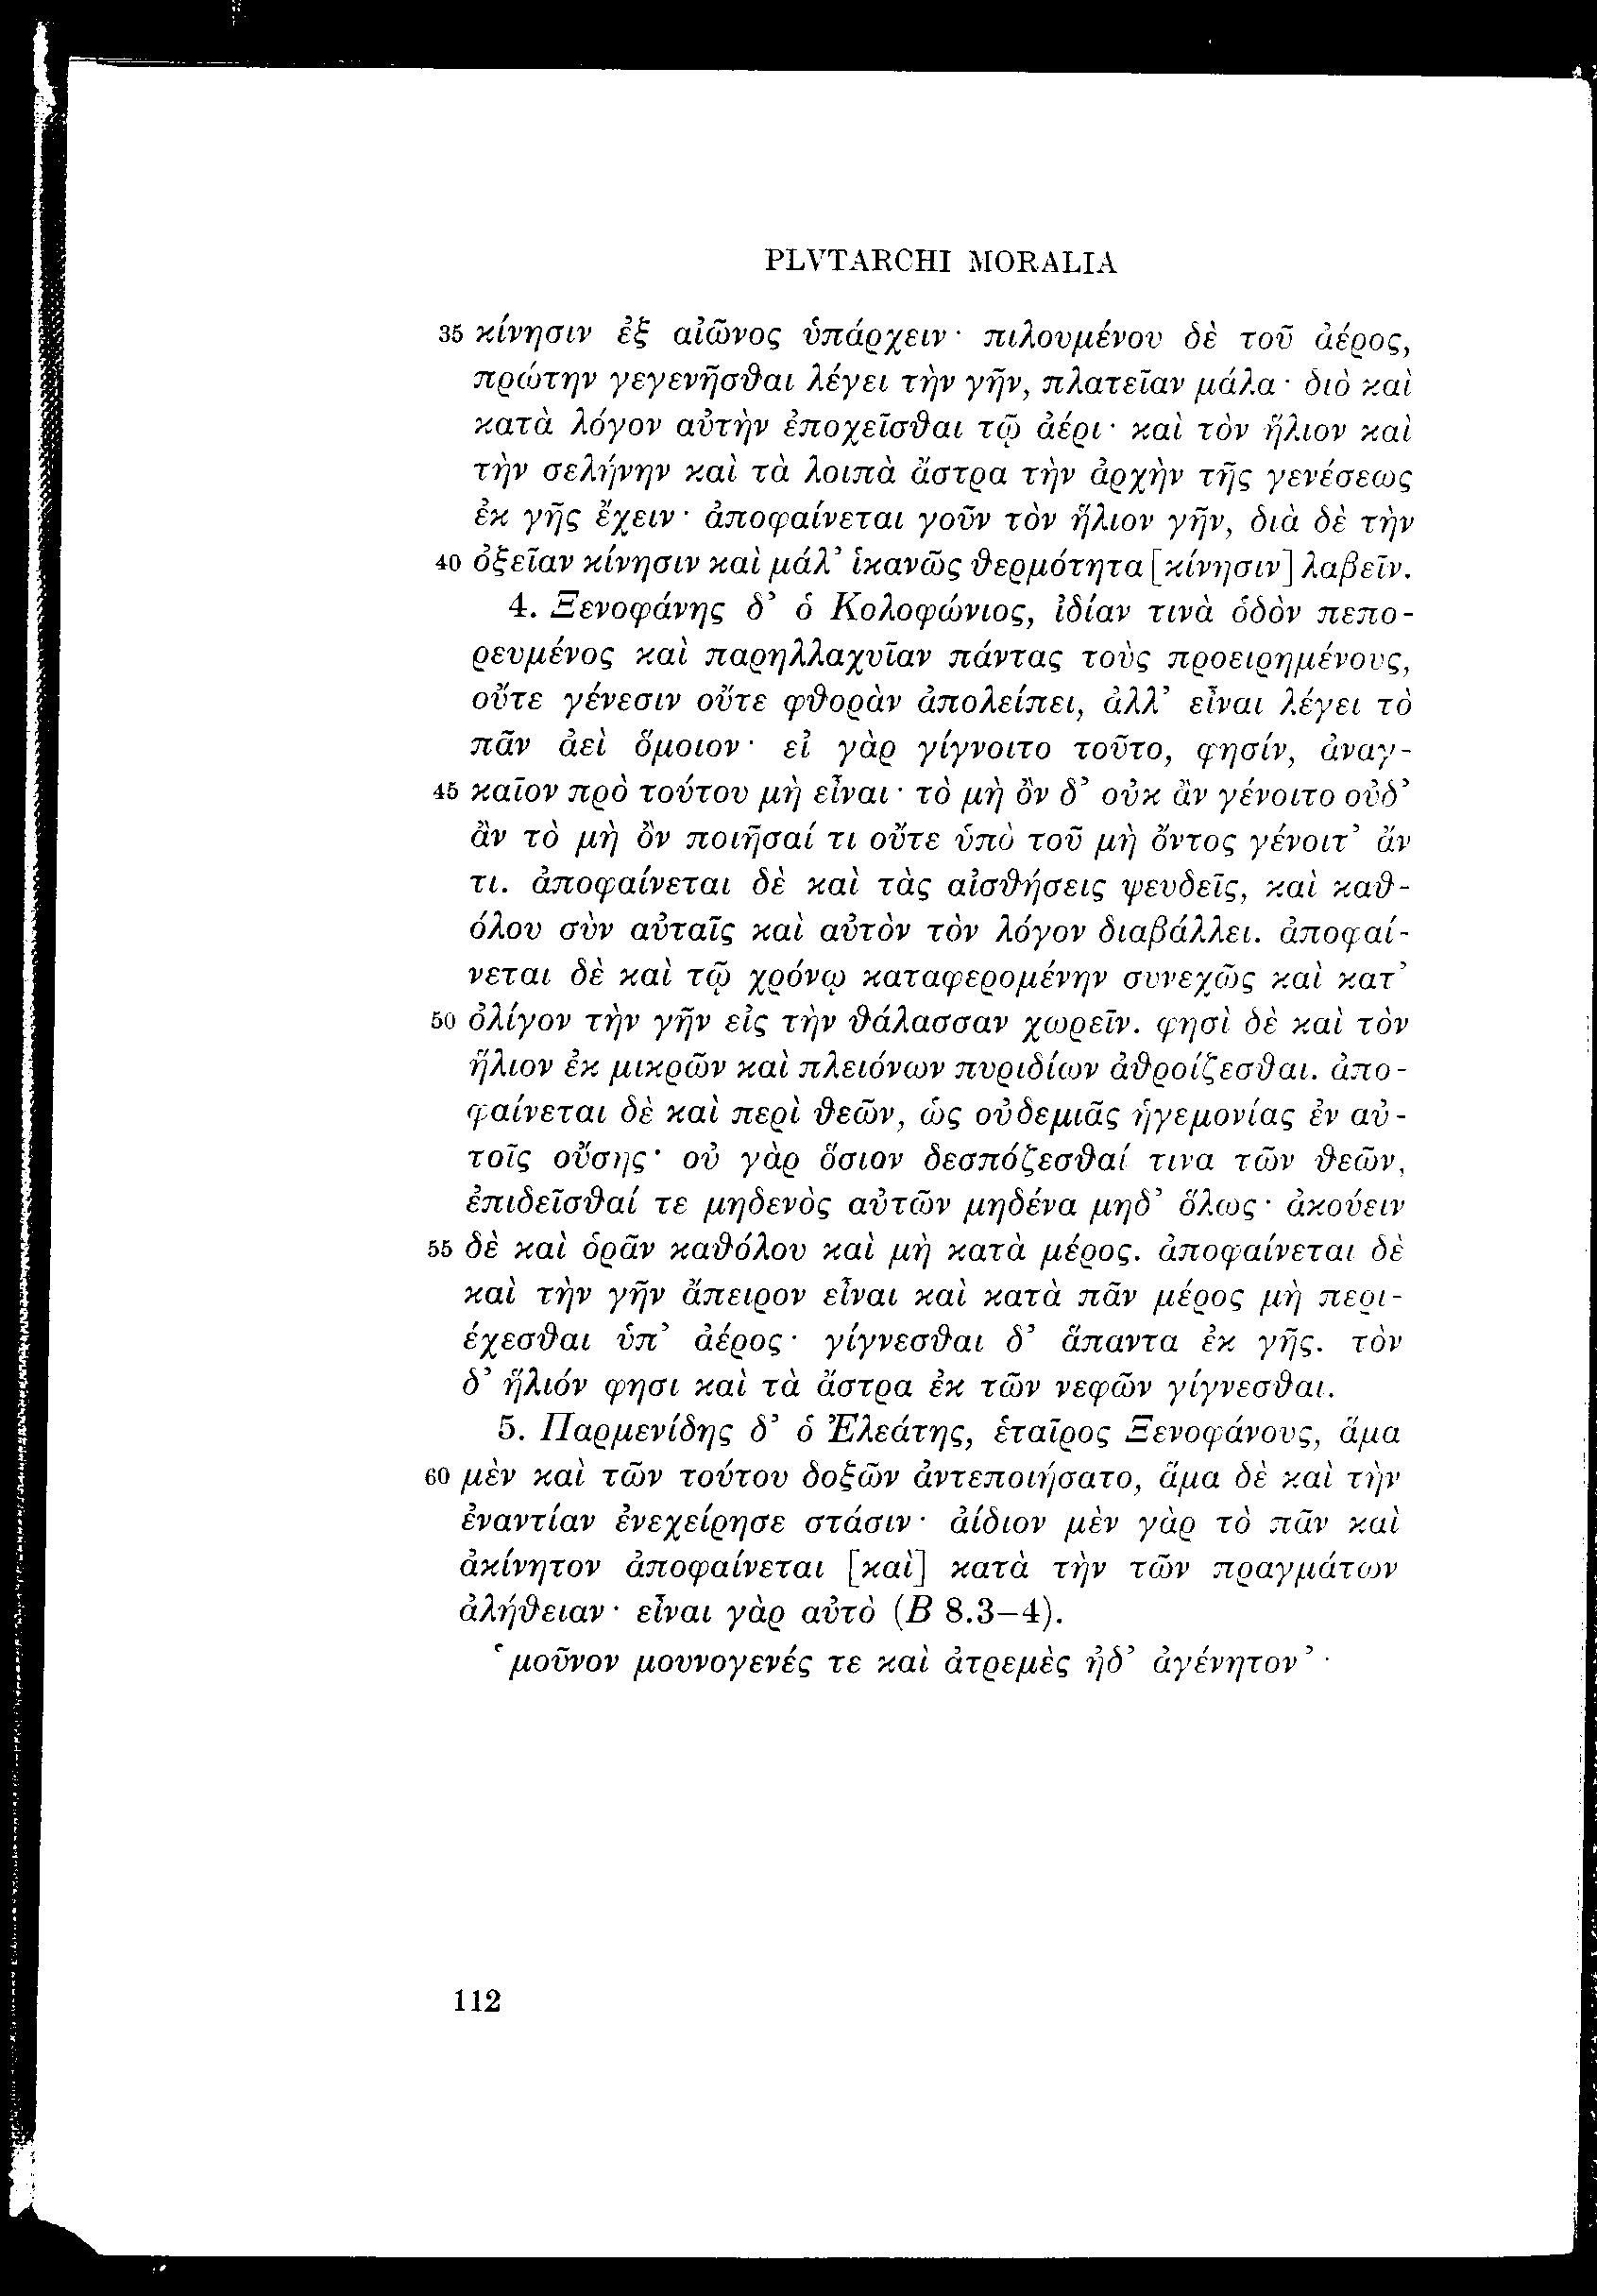 PLVTARCHI MORALIA
35 κίνησιν ἐξ αἰῶνος ὑπάρχειν· πιλουμένου δὲ τοῦ ἀέρος,
πρώτην γεγενῆσθαι λέγει τὴν γῆν, πλατεῖαν μάλα· διὸ καὶ
κατὰ λόγον αὐτὴν ἐποχεῖσθαι τῷ ἀέρι· καὶ τὸν ἥλιον καὶ
τὴν σελήνην καὶ τὰ λοιπὰ ἄστρα τὴν ἀρχὴν τῆς γενέσεως
ἐκ γῆς ἔχειν· ἀποφαίνεται γοῦν τὸν ἥλιον γῆν, διὰ δὲ τὴν
40 ὀξεῖαν κίνησιν καὶ μάλ’ ἱκανῶς θερμότητα [κίνησιν] λαβεῖν.
4. Ξενοφάνης δ’ ὁ Κολοφώνιος, ἰδίαν τινὰ ὁδὸν πεπο-
ρευμένος καὶ παρηλλαχυῖαν πάντας τοὺς προειρημένους,
οὔτε γένεσιν οὔτε φθορὰν ἀπολείπει, ἀλλ’ εἶναι λέγει τὸ
πᾶν ἀεὶ ὅμοιον· εἰ γὰρ γίγνοιτο τοῦτο, φησίν, ἀναγ-
45 καῖον πρὸ τούτου μὴ εἶναι· τὸ μὴ ὂν δ’ οὐκ ἂν γένοιτο οὐδ’
ἂν τὸ μὴ ὂν ποιῆσαί τι οὔτε ὑπὸ τοῦ μὴ ὄντος γένοιτ’ ἄν
τι. ἀποφαίνεται δὲ καὶ τὰς αἰσθήσεις ψευδεῖς, καὶ καθ-
όλου σὺν αὐταῖς καὶ αὐτὸν τὸν λόγον διαβάλλει. ἀποφαί-
νεται δὲ καὶ τῷ χρόνῳ καταφερομένην συνεχῶς καὶ κατ’
50 ὀλίγον τὴν γῆν εἰς τὴν θάλασσαν χωρεῖν. φησὶ δὲ καὶ τὸν
ἥλιον ἐκ μικρῶν καὶ πλειόνων πυριδίων ἀθροίζεσθαι. ἀπο-
φαίνεται δὲ καὶ περὶ θεῶν, ὡς οὐδεμιᾶς ἡγεμονίας ἐν αὐ-
τοῖς οὔσης· οὐ γὰρ ὅσιον δεσπόζεσθαί τινα τῶν θεῶν,
ἐπιδεῖσθαί τε μηδενὸς αὐτῶν μηδένα μηδ’ ὅλως· ἀκούειν
55 δὲ καὶ ὁρᾶν καθόλου καὶ μὴ κατὰ μέρος. ἀποφαίνεται δὲ
καὶ τὴν γῆν ἄπειρον εἶναι καὶ κατὰ πᾶν μέρος μὴ περι-
έχεσθαι ὑπ’ ἀέρος· γίγνεσθαι δ’ ἅπαντα ἐκ γῆς. τὸν
δ’ ἥλιόν φησι καὶ τὰ ἄστρα ἐκ τῶν νεφῶν γίγνεσθαι.
5. Παρμενίδης δ’ ὁ Ἐλεάτης, ἑταῖρος Ξενοφάνους, ἅμα
60 μὲν καὶ τῶν τούτου δοξῶν ἀντεποιήσατο, ἅμα δὲ καὶ τὴν
ἐναντίαν ἐνεχείρησε στάσιν· ἀίδιον μὲν γὰρ τὸ πᾶν καὶ
ἀκίνητον ἀποφαίνεται [καὶ] κατὰ τὴν τῶν πραγμάτων
ἀλήθειαν· εἶναι γὰρ αὐτὸ (B 8.3–4).
‘μοῦνον μουνογενές τε καὶ ἀτρεμὲς ἠδ’ ἀγένητον’·
112